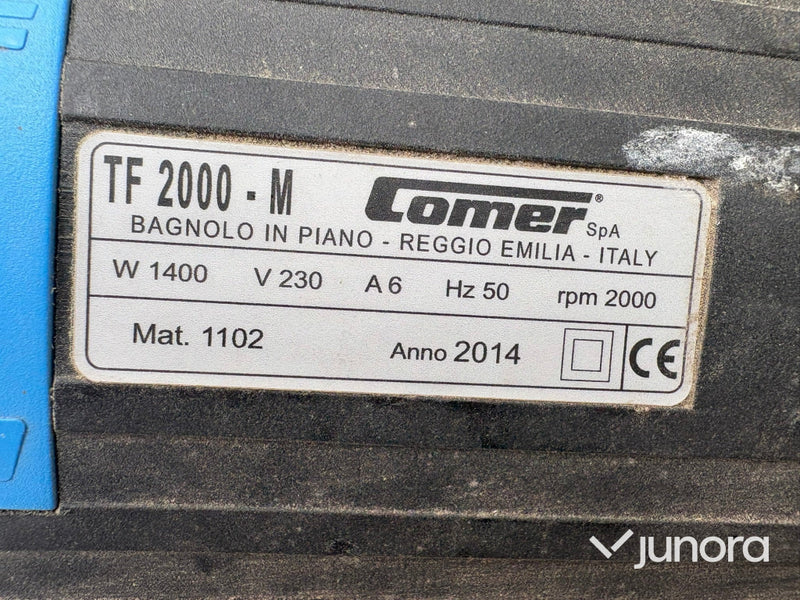 TF 2000 - M Comer® SpA
BAGNOLO IN PIANO - REGGIO EMILIA - ITALY
W 1400 V 230 A 6 Hz 50 rpm 2000
Mat. 1102 Anno 2014 CE
junora